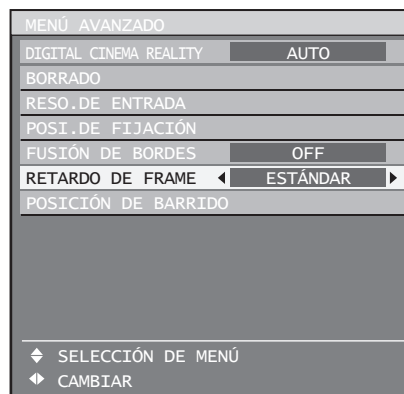 MENÚ AVANZADO
DIGITAL CINEMA REALITY AUTO
BORRADO
RESO.DE ENTRADA
POSI.DE FIJACIÓN
FUSIÓN DE BORDES OFF
RETARDO DE FRAME ESTÁNDAR
POSICIÓN DE BARRIDO
SELECCIÓN DE MENÚ
CAMBIAR